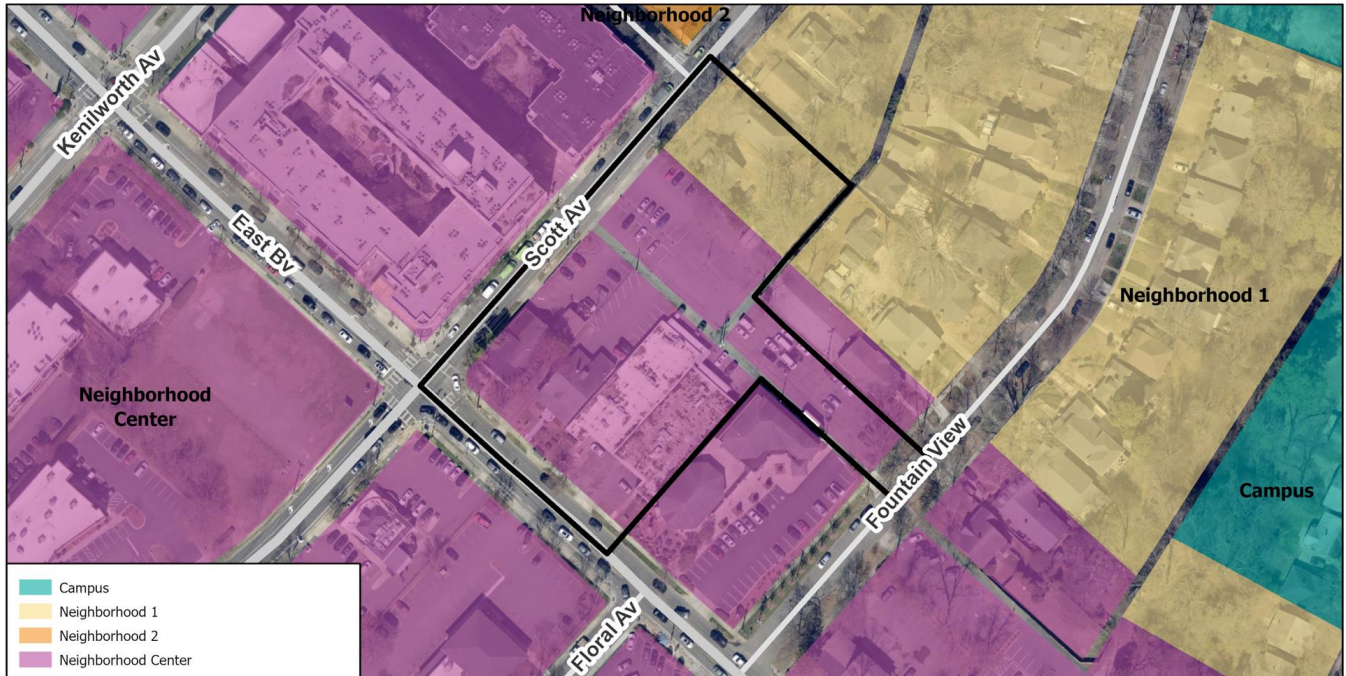 Neighborhood 2
Kenilworth Av
East Bv
Scott Av
Neighborhood 1
Neighborhood
Center
Fountain View
Campus
Floral Av
Campus
Neighborhood 1
Neighborhood 2
Neighborhood Center